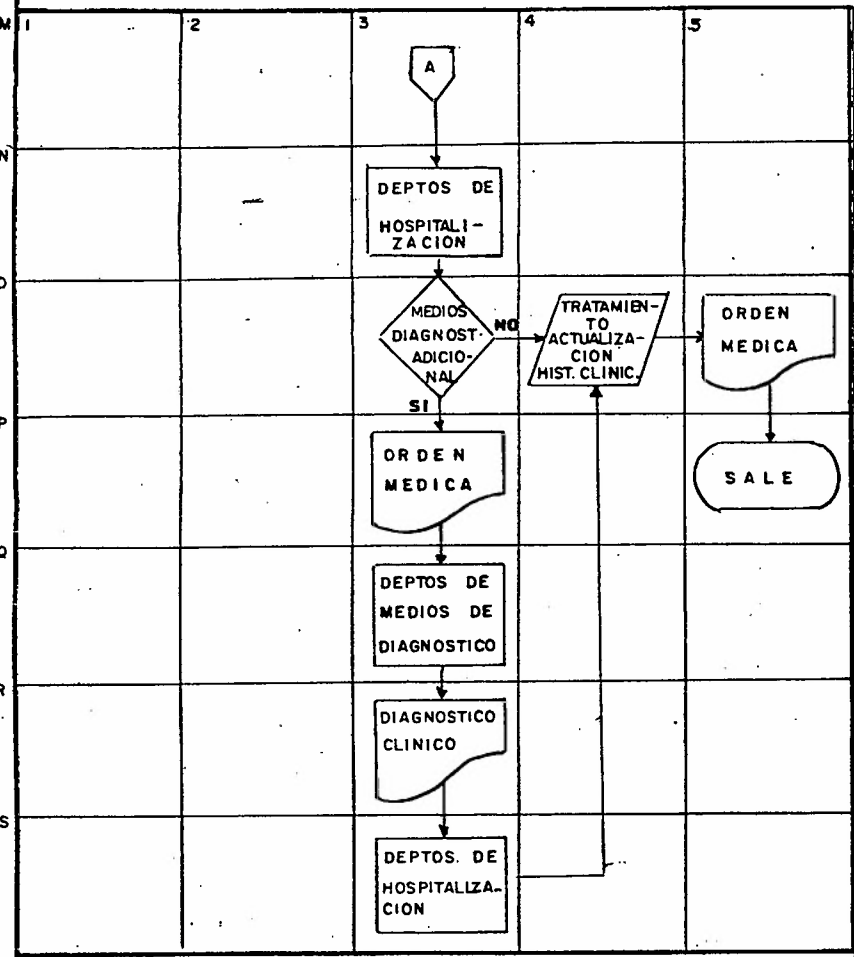 M 1 2 3 4 5
A
N
DEPTOS DE
HOSPITALI-
ZACION
O
MEDIOS
DIAGNOST.
ADICIO-
NAL
NO
SI
TRATAMIEN-
TO
ACTUALIZA-
CION
HIST. CLINIC.
ORDEN
MEDICA
P
ORDEN
MEDICA
SALE
Q
DEPTOS DE
MEDIOS DE
DIAGNOSTICO
R
DIAGNOSTICO
CLINICO
S
DEPTOS. DE
HOSPITALIZA-
CION